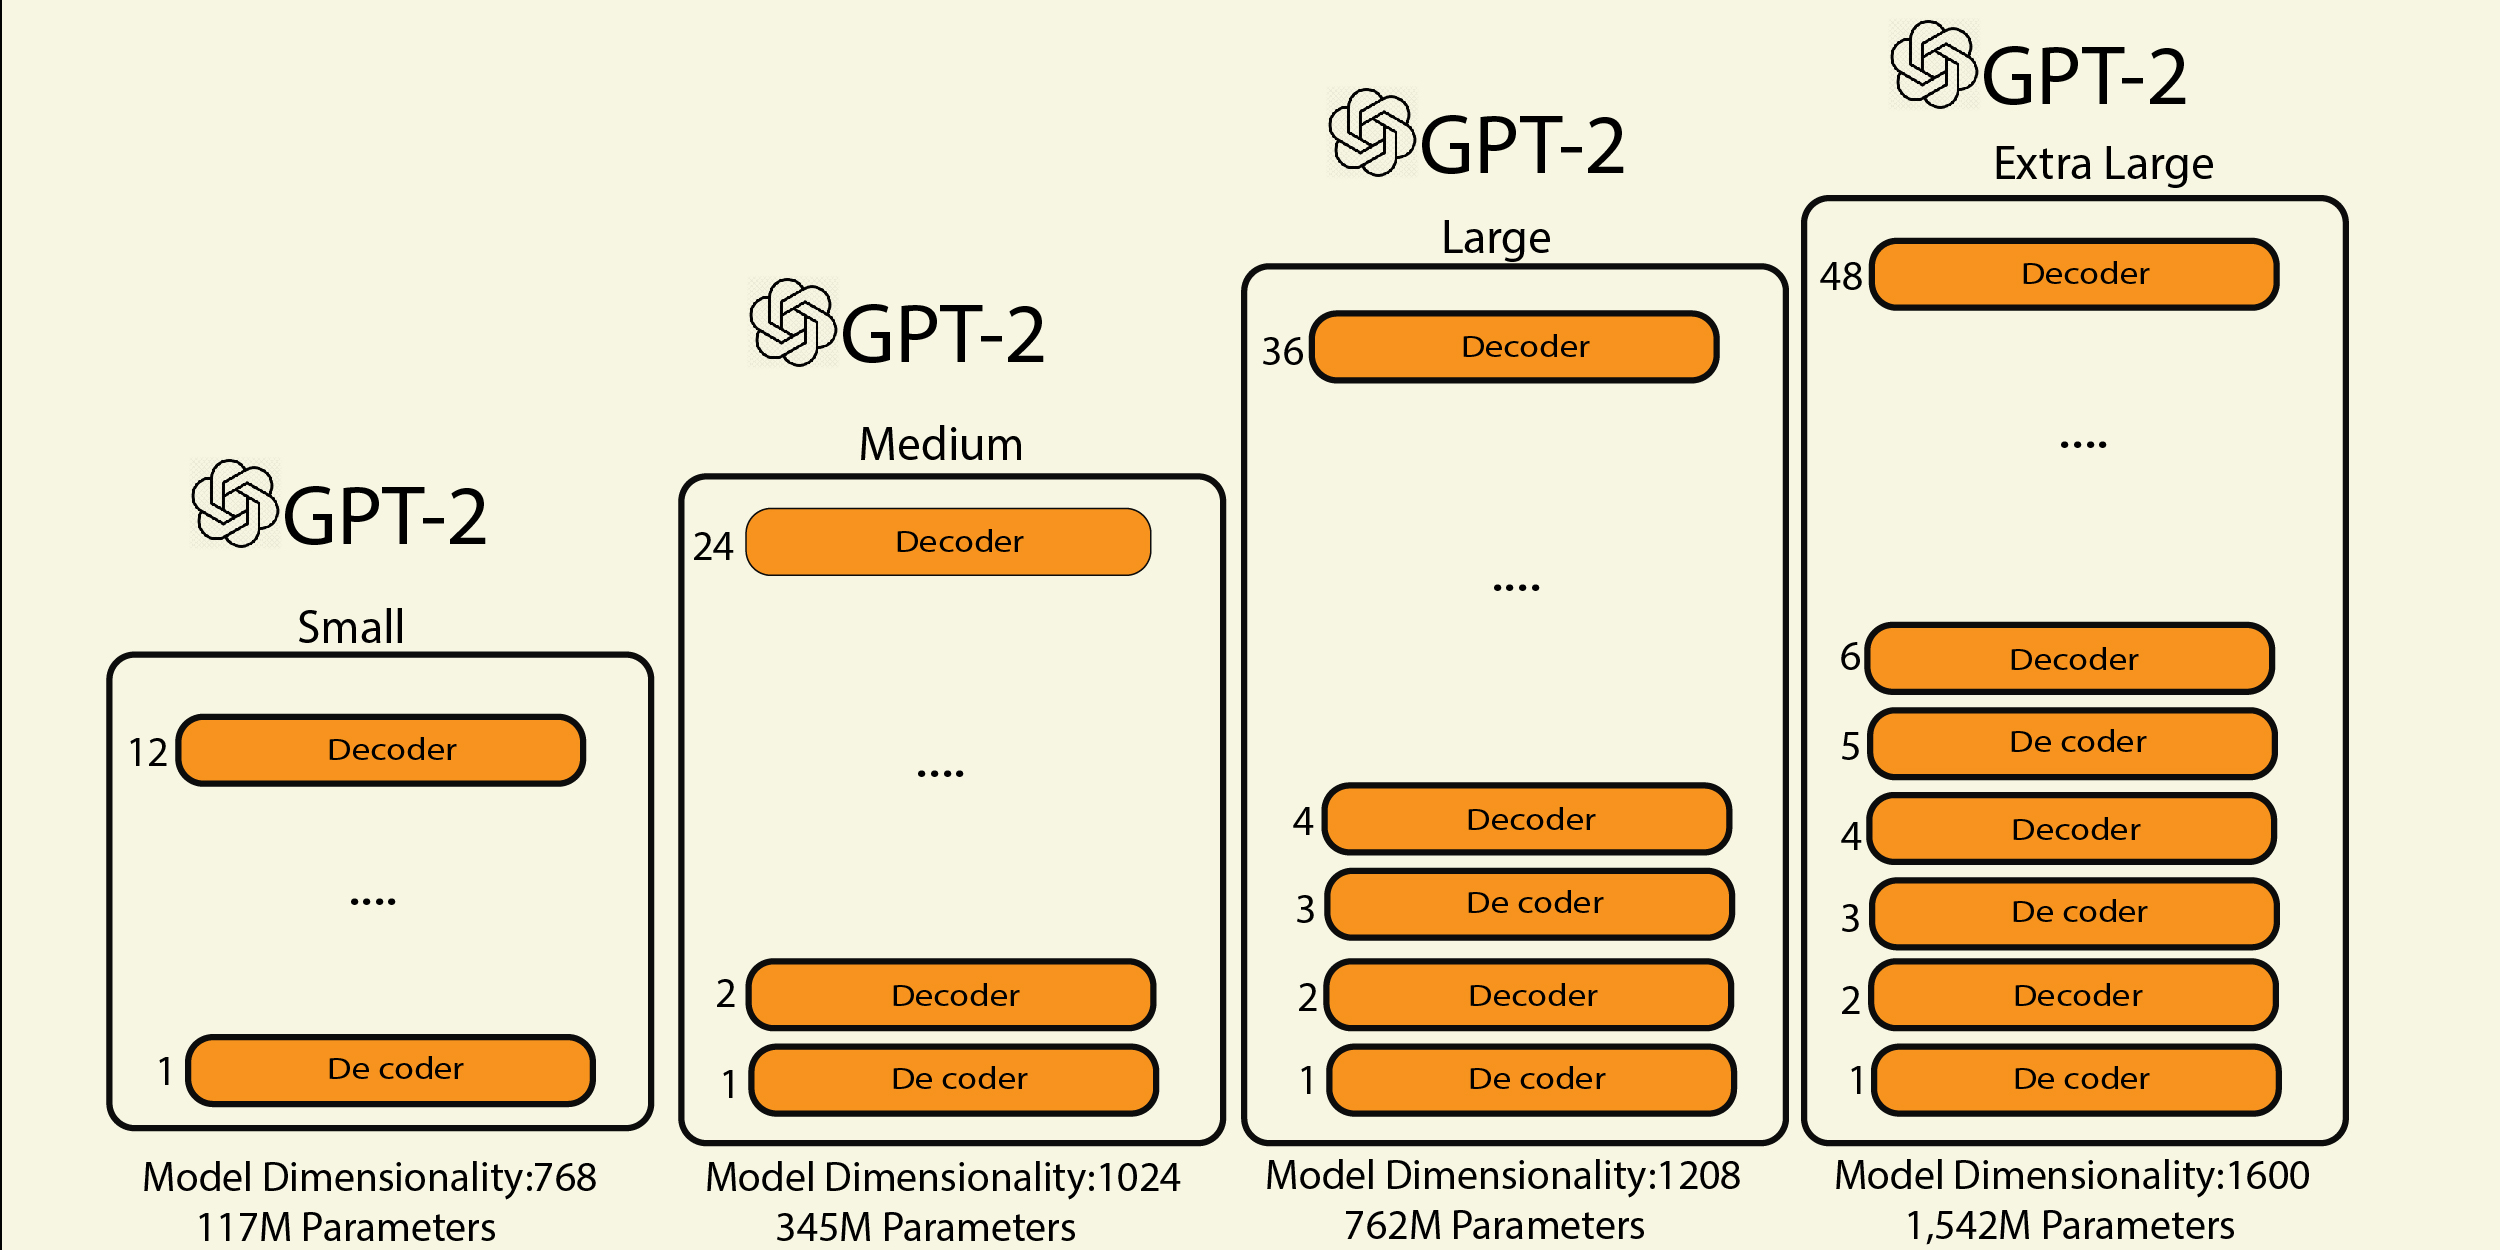 GPT-2
Small
12 Decoder
....
1 De coder
Model Dimensionality:768
117M Parameters
GPT-2
Medium
24 Decoder
....
2 Decoder
1 De coder
Model Dimensionality:1024
345M Parameters
GPT-2
Large
36 Decoder
....
4 Decoder
3 De coder
2 Decoder
1 De coder
Model Dimensionality:1208
762M Parameters
GPT-2
Extra Large
48 Decoder
....
6 Decoder
5 De coder
4 Decoder
3 De coder
2 Decoder
1 De coder
Model Dimensionality:1600
1,542M Parameters